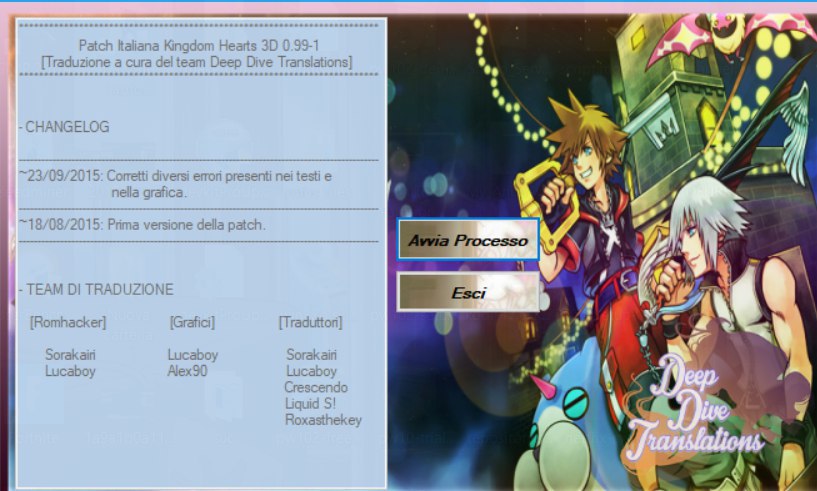 Patch Italiana Kingdom Hearts 3D 0.99-1
[Traduzione a cura del team Deep Dive Translations]
- CHANGELOG
~23/09/2015: Corretti diversi errori presenti nei testi e
nella grafica.
~18/08/2015: Prima versione della patch.
- TEAM DI TRADUZIONE
[Romhacker] [Grafici] [Traduttori]
Sorakairi Lucaboy Sorakairi
Lucaboy Alex90 Lucaboy
Crescendo
Liquid S!
Roxasthekey
Avvia Processo
Esci
Deep
Dive
Translations